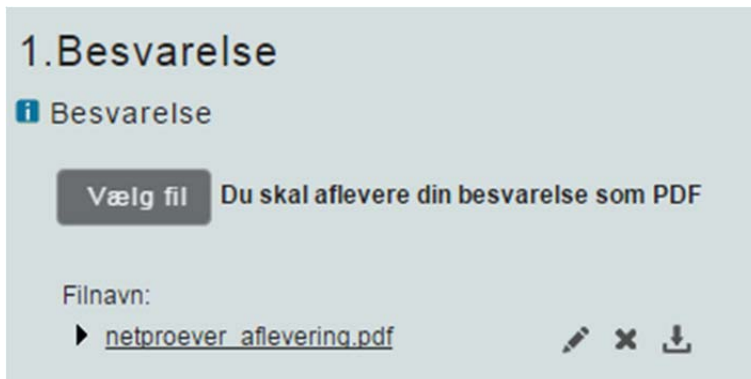 1.Besvarelse
i Besvarelse
Vælg fil Du skal aflevere din besvarelse som PDF
Filnavn:
netproever_aflevering.pdf